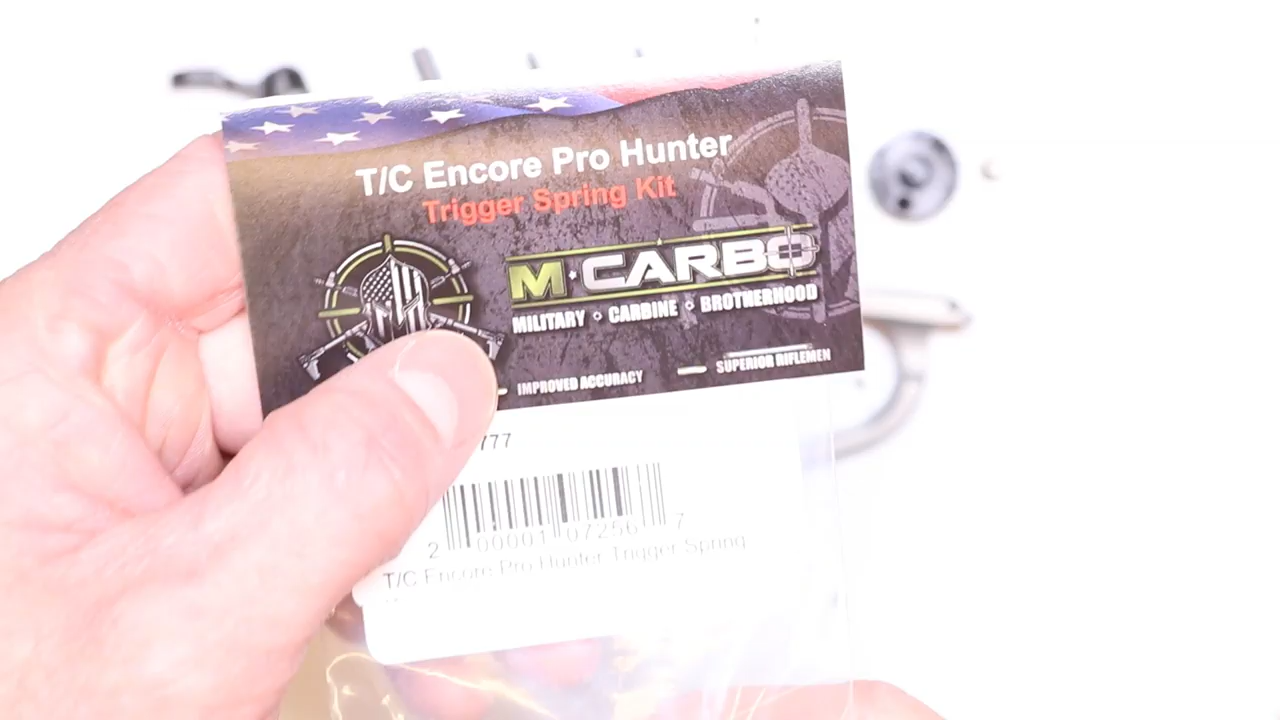 T/C Encore Pro Hunter
Trigger Spring Kit
M·CARBO
MILITARY ◦ CARBINE ◦ BROTHERHOOD
IMPROVED ACCURACY
SUPERIOR RIFLEMEN
777
2 00001 07256 7
T/C Encore Pro Hunter Trigger Spring